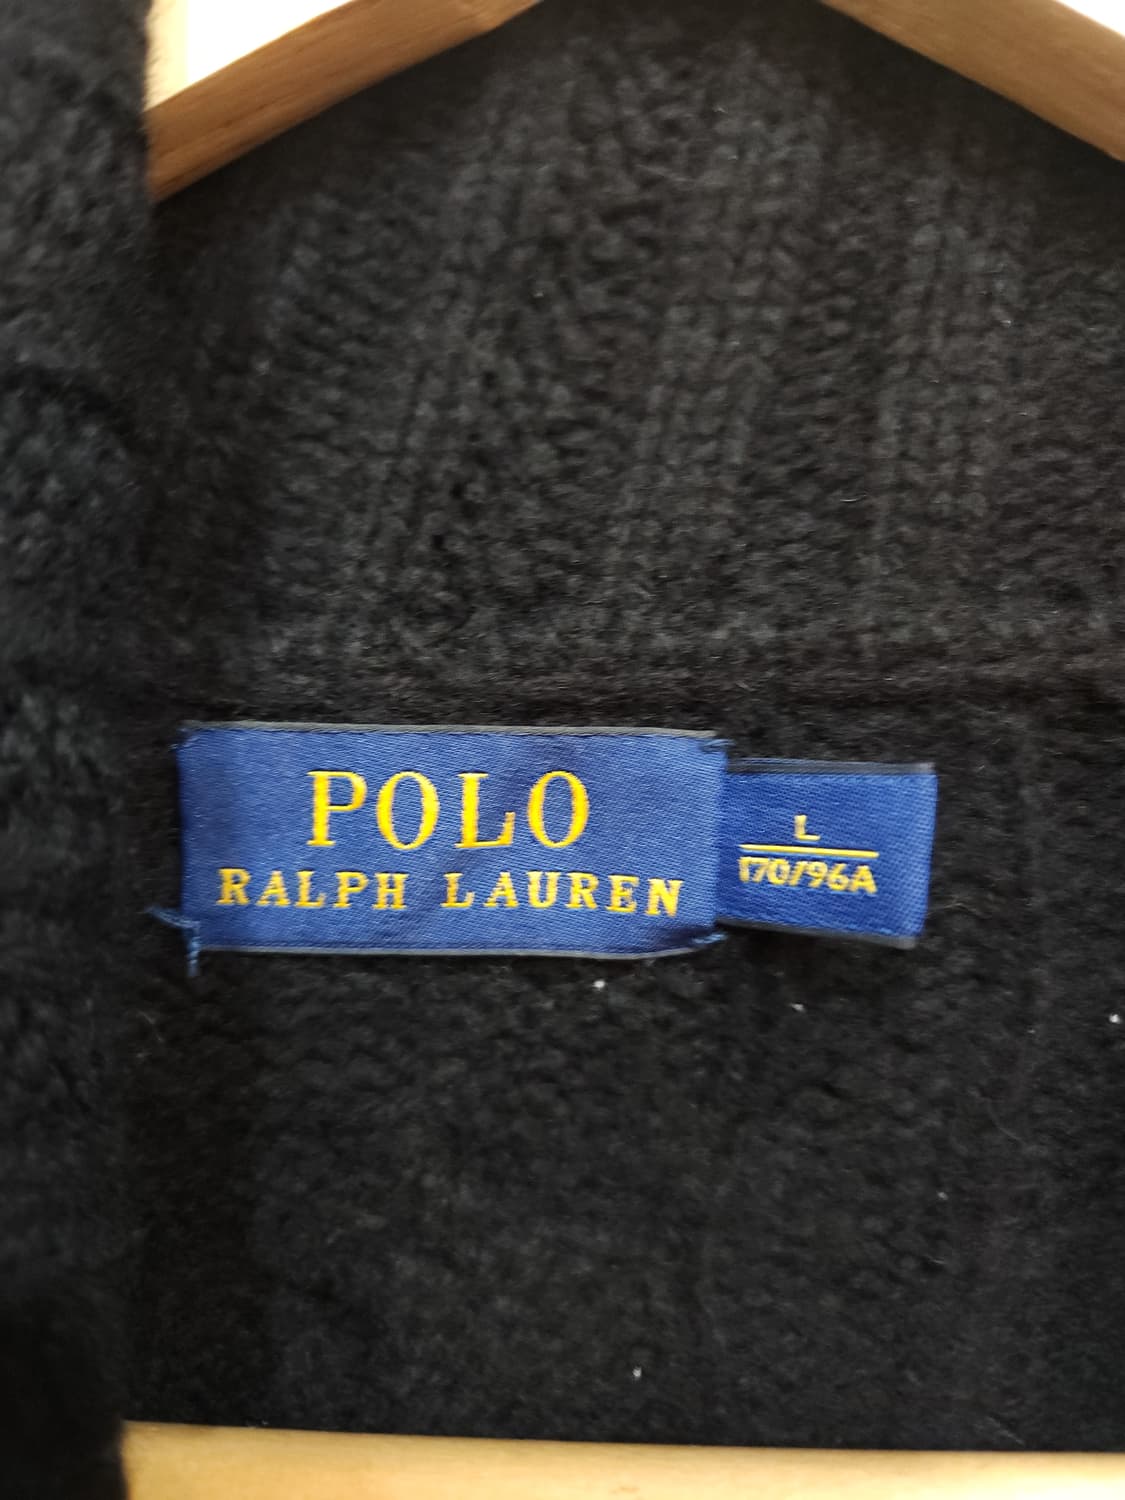 POLO
RALPH LAUREN
L
170/96A